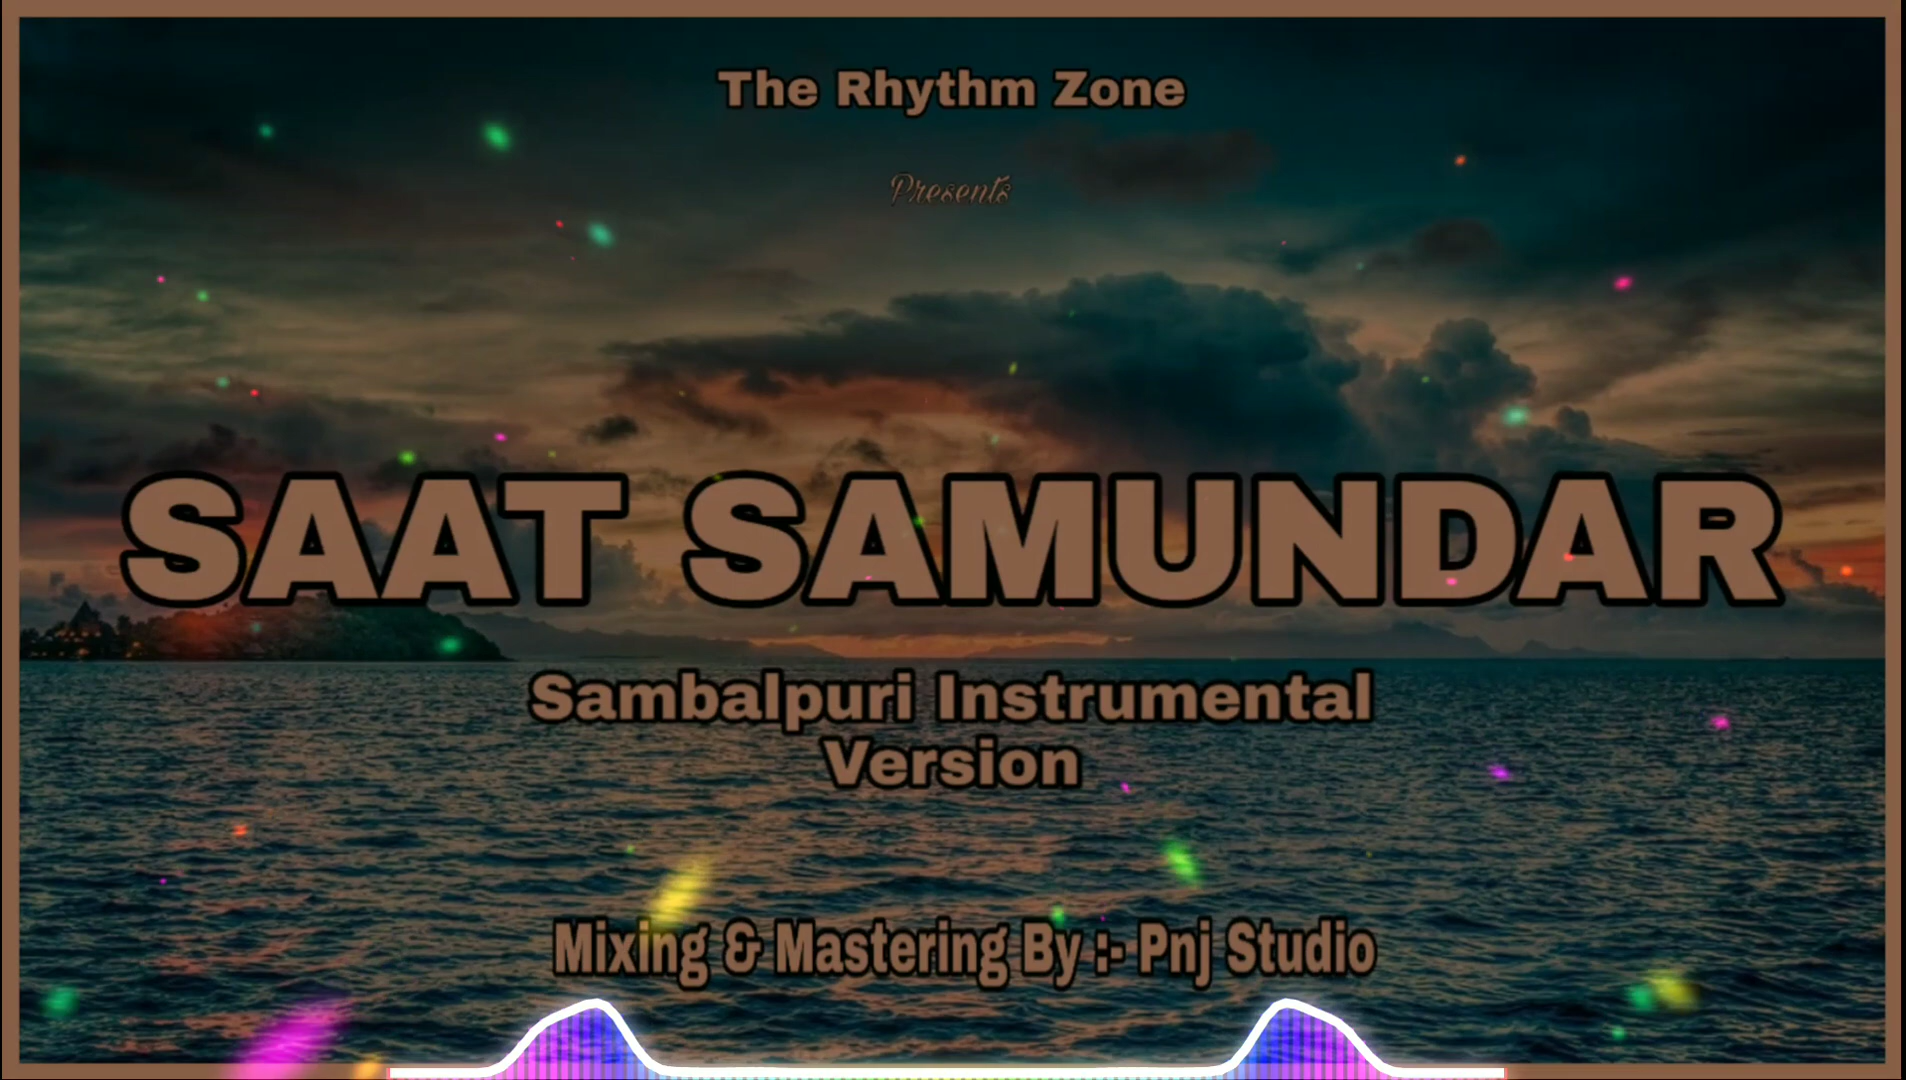 The Rhythm Zone
Presents
SAAT SAMUNDAR
Sambalpuri Instrumental
Version
Mixing & Mastering By :- Pnj Studio